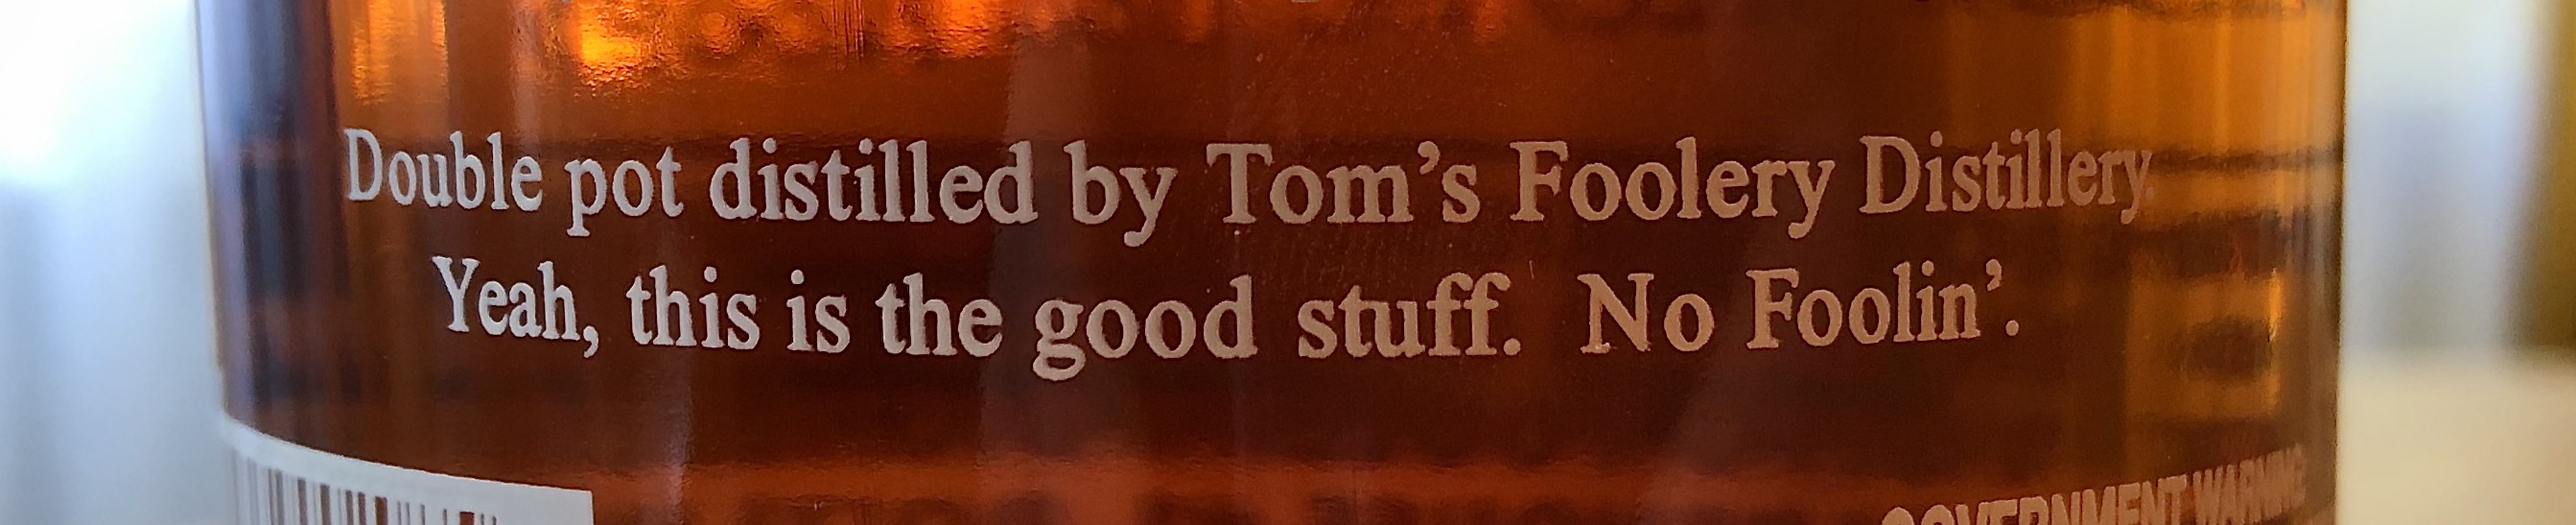 Double pot distilled by Tom's Foolery Distillery.
Yeah, this is the good stuff.  No Foolin'.
GOVERNMENT WARNING: